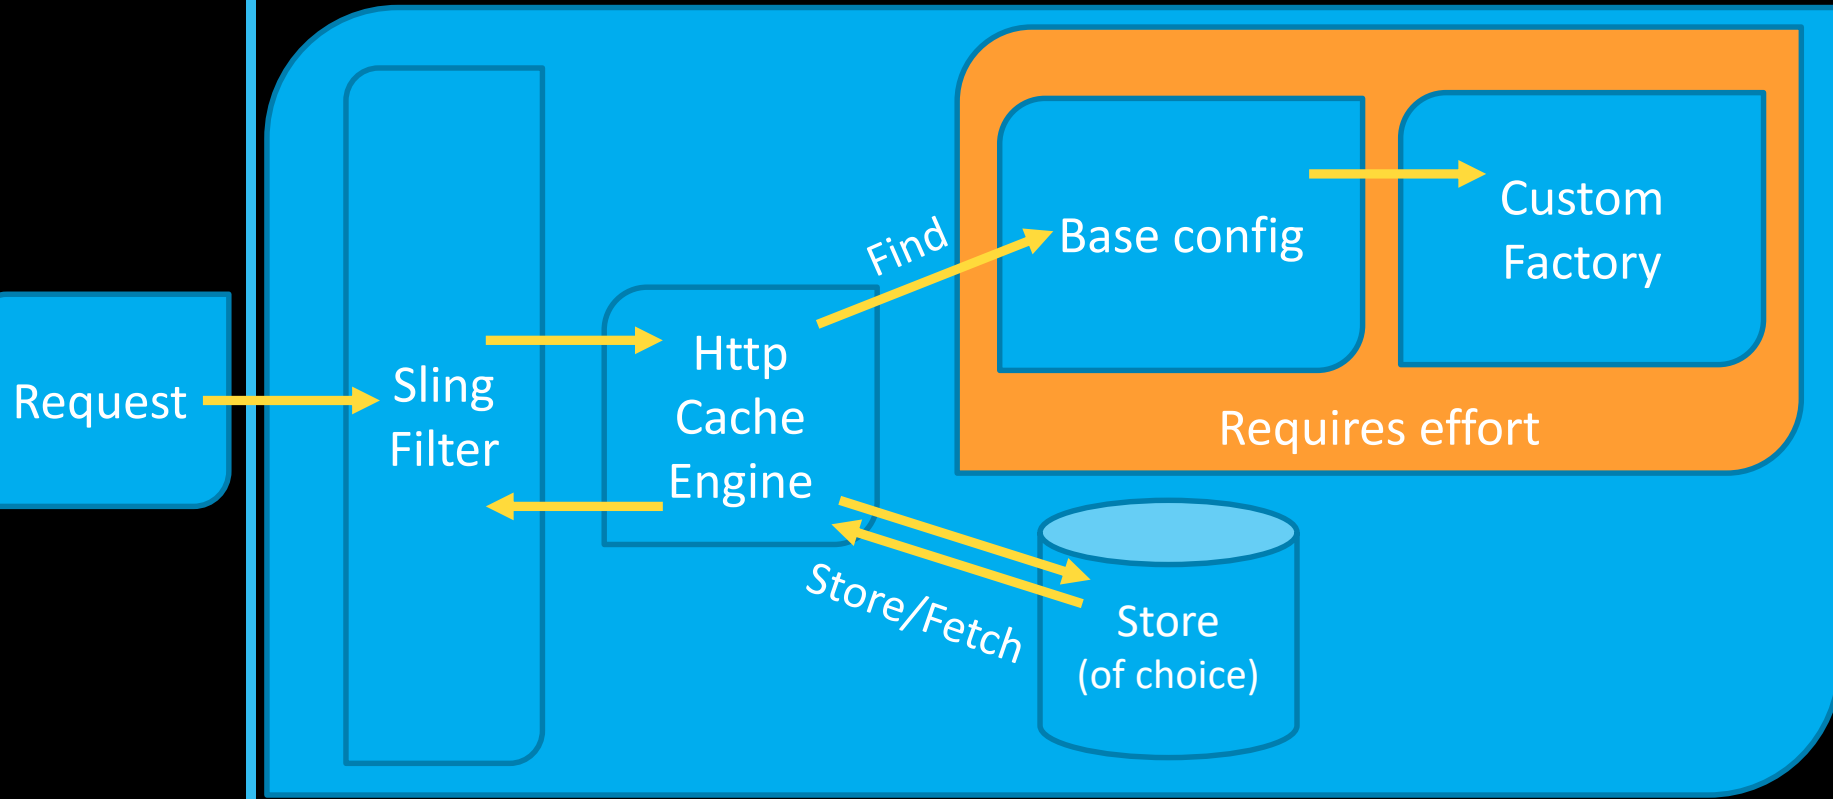 Request
Sling
Filter
Http
Cache
Engine
Find
Base config
Custom
Factory
Requires effort
Store/Fetch
Store
(of choice)